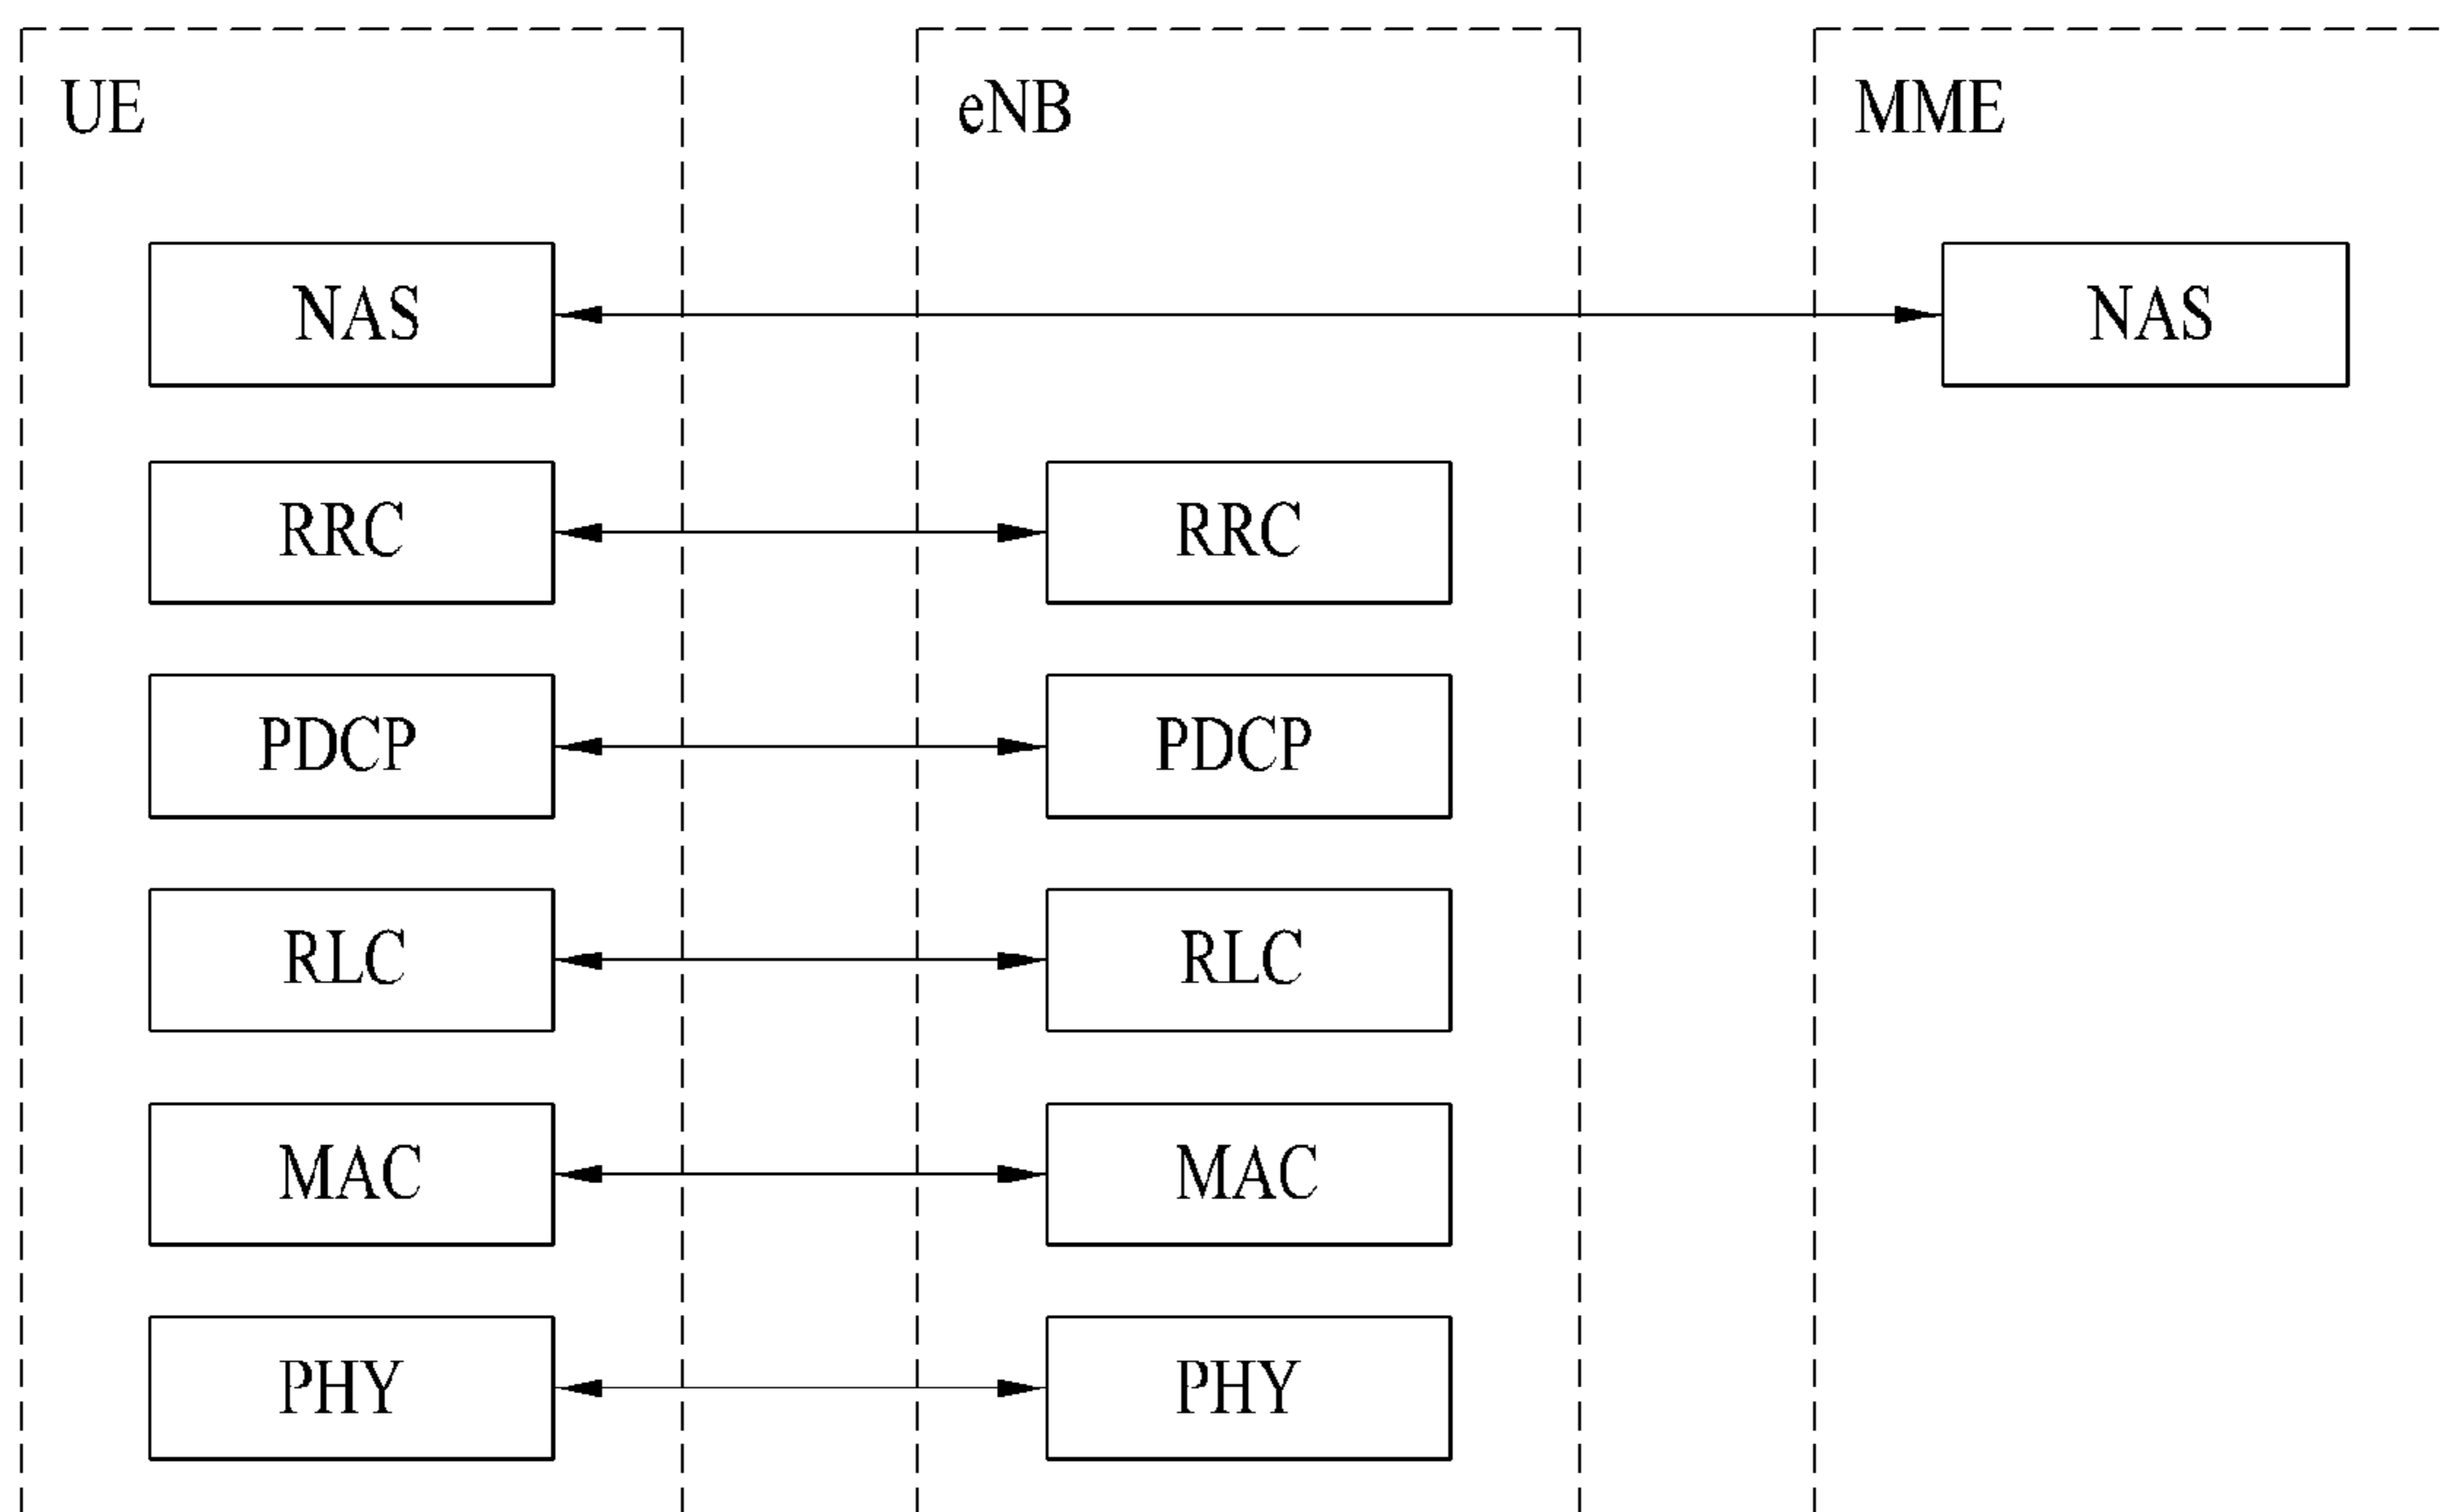 UE
eNB
MME
NAS
NAS
RRC
RRC
PDCP
PDCP
RLC
RLC
MAC
MAC
PHY
PHY